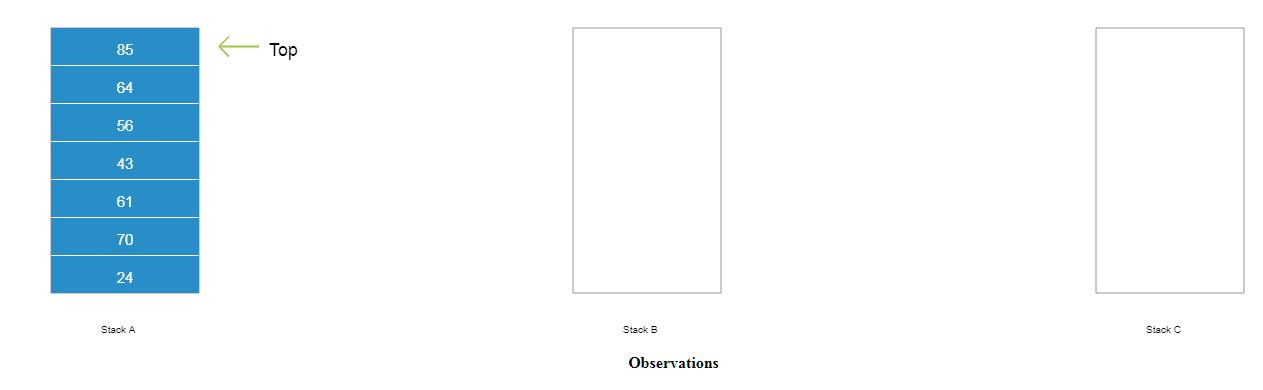 85
Top
64
56
43
61
70
24
Stack A
Stack B
Stack C
Observations